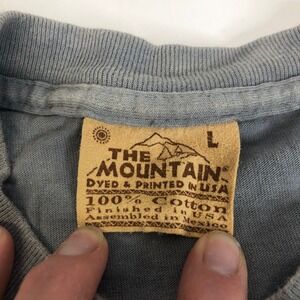 L
THE
MOUNTAIN®
DYED & PRINTED IN USA
100% Cotton
Finished in USA
Assembled in Mexico